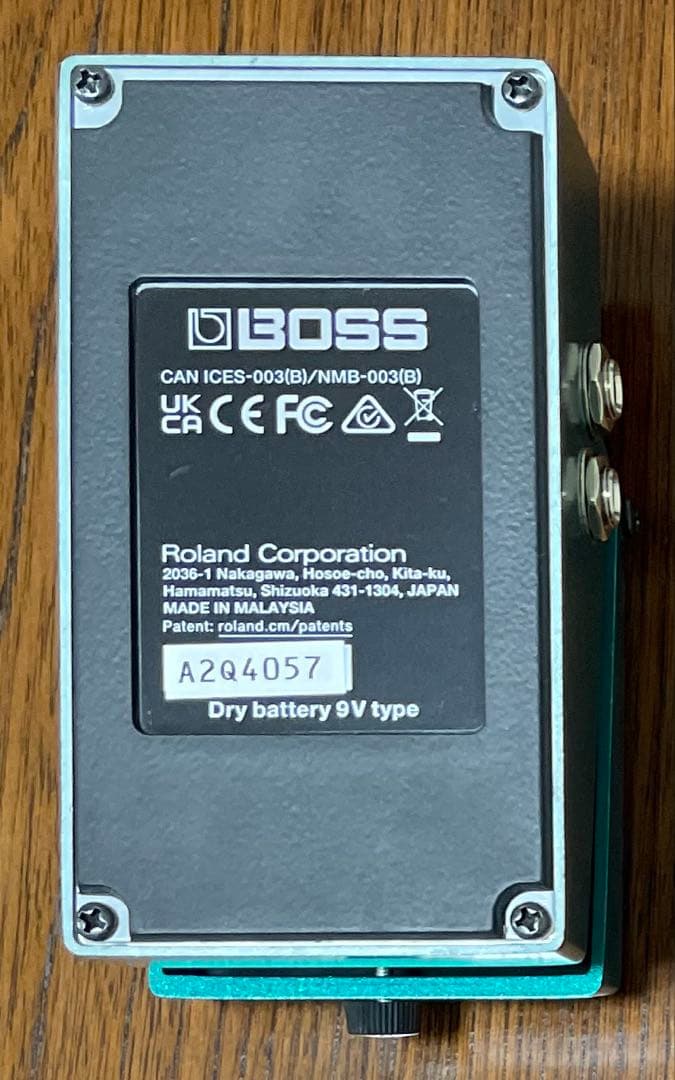 BOSS
CAN ICES-003(B)/NMB-003(B)
UK CA CE FC
Roland Corporation
2036-1 Nakagawa, Hosoe-cho, Kita-ku,
Hamamatsu, Shizuoka 431-1304, JAPAN
MADE IN MALAYSIA
Patent: roland.cm/patents
A2Q4057
Dry battery 9V type